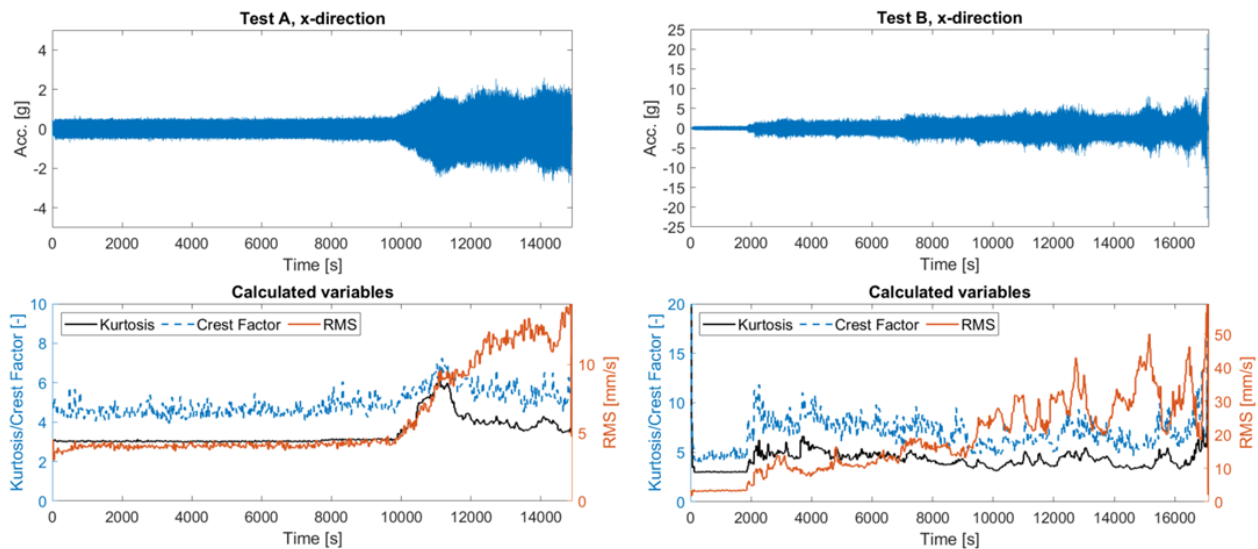 Test A, x-direction
4
2
0
-2
-4
Acc. [g]
0 2000 4000 6000 8000 10000 12000 14000
Time [s]
Calculated variables
Kurtosis Crest Factor RMS
10
8
6
4
2
0
Kurtosis/Crest Factor [-]
10
5
0
RMS [mm/s]
0 2000 4000 6000 8000 10000 12000 14000
Time [s]
Test B, x-direction
25
20
15
10
5
0
-5
-10
-15
-20
-25
Acc. [g]
0 2000 4000 6000 8000 10000 12000 14000 16000
Time [s]
Calculated variables
Kurtosis Crest Factor RMS
20
15
10
5
0
Kurtosis/Crest Factor [-]
50
40
30
20
10
0
RMS [mm/s]
0 2000 4000 6000 8000 10000 12000 14000 16000
Time [s]